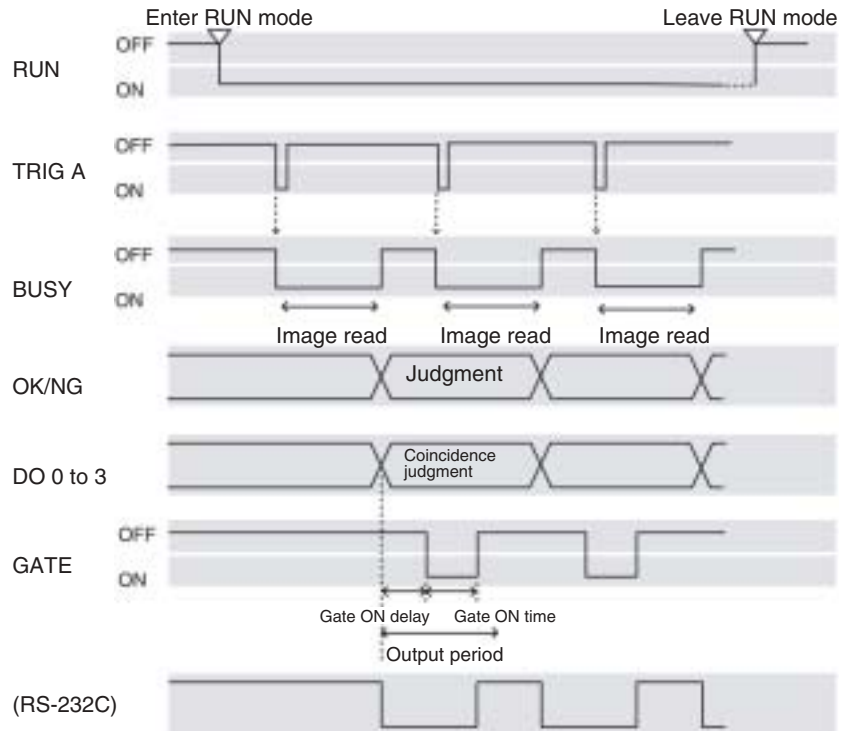 Enter RUN mode Leave RUN mode
OFF
RUN
ON
OFF
TRIG A
ON
OFF
BUSY
ON
Image read Image read Image read
OK/NG Judgment
Coincidence
DO 0 to 3 judgment
OFF
GATE
ON
Gate ON delay Gate ON time
Output period
(RS-232C)